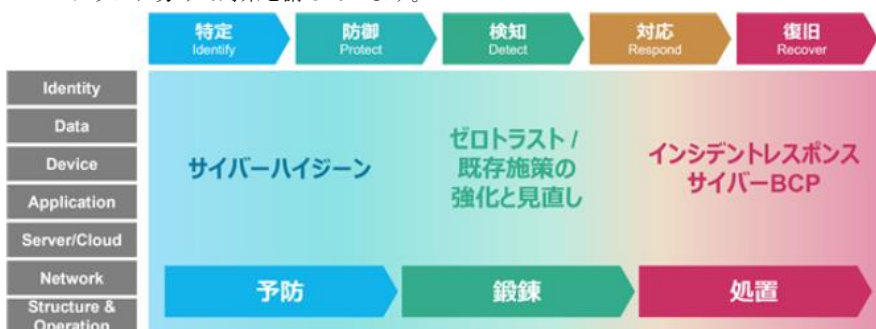 特定
Identify
防御
Protect
検知
Detect
対応
Respond
復旧
Recover
Identity
Data
Device
Application
Server/Cloud
Network
Structure &
Operation
サイバーハイジーン
ゼロトラスト /
既存施策の
強化と見直し
インシデントレスポンス
サイバーBCP
予防
鍛錬
処置